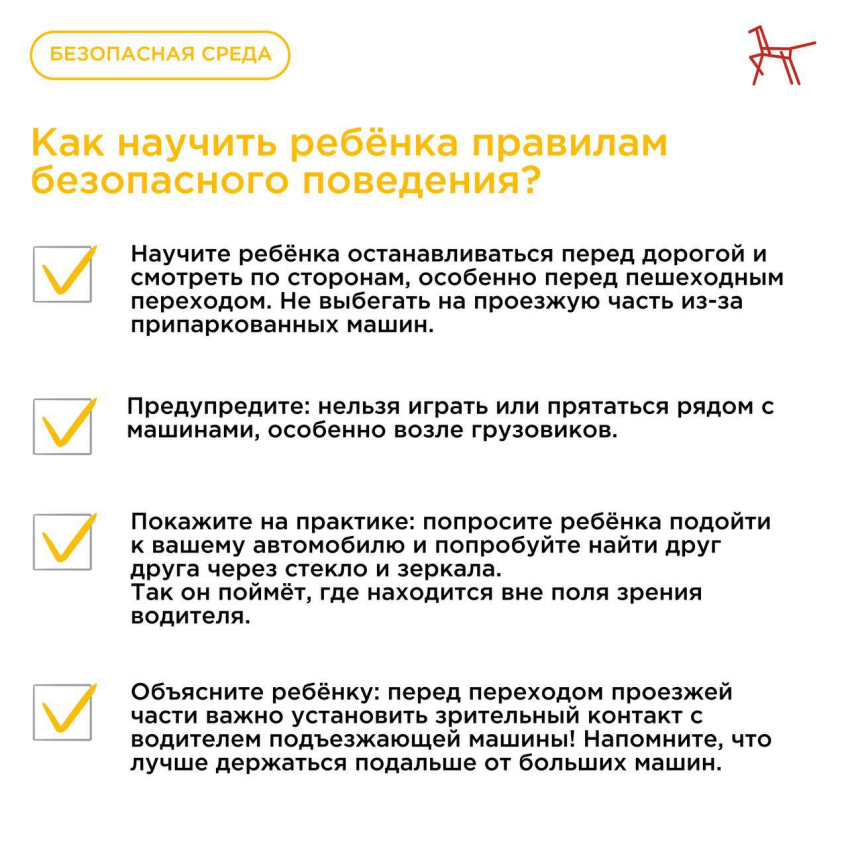 БЕЗОПАСНАЯ СРЕДА
Как научить ребёнка правилам
безопасного поведения?
Научите ребёнка останавливаться перед дорогой и
смотреть по сторонам, особенно перед пешеходным
переходом. Не выбегать на проезжую часть из-за
припаркованных машин.
Предупредите: нельзя играть или прятаться рядом с
машинами, особенно возле грузовиков.
Покажите на практике: попросите ребёнка подойти
к вашему автомобилю и попробуйте найти друг
друга через стекло и зеркала.
Так он поймёт, где находится вне поля зрения
водителя.
Объясните ребёнку: перед переходом проезжей
части важно установить зрительный контакт с
водителем подъезжающей машины! Напомните, что
лучше держаться подальше от больших машин.